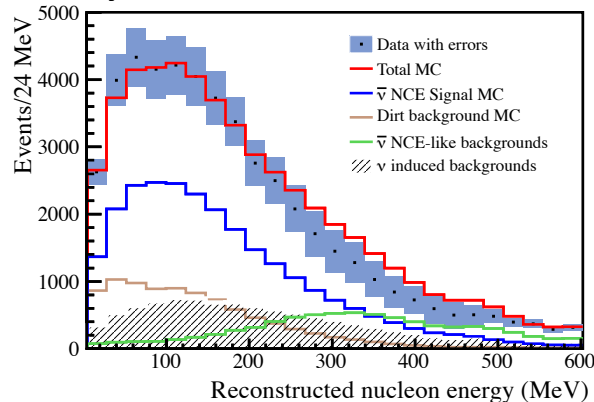 Events/24 MeV
5000
4000
3000
2000
1000
0
Data with errors
Total MC
ν̅ NCE Signal MC
Dirt background MC
ν̅ NCE-like backgrounds
ν induced backgrounds
100 200 300 400 500 600
Reconstructed nucleon energy (MeV)